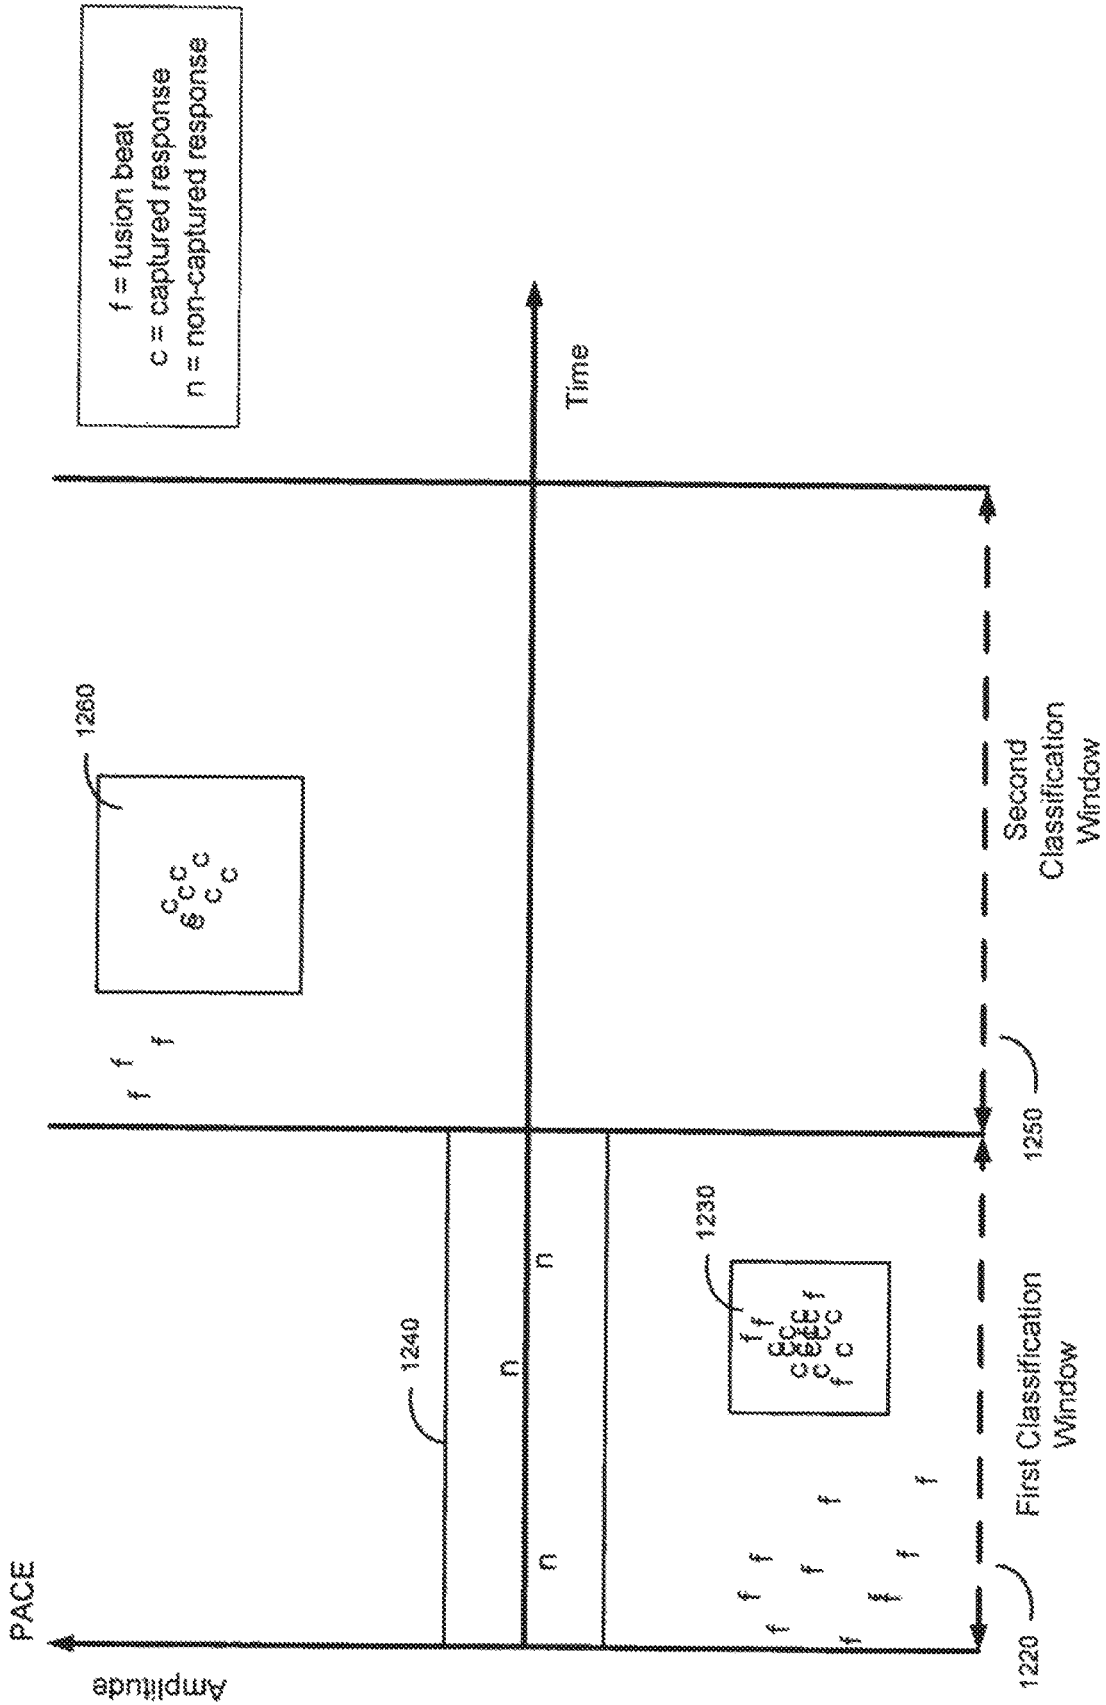 PACE
Amplitude
f = fusion beat
c = captured response
n = non-captured response
1260
f
f
f
c
c
c
c
c
c
1240
n
n
n
Time
1230
f
f
f
f
c
c
c
c
f
f
f
f
f
f
f
f
f
f
1220
First Classification
Window
1250
Second
Classification
Window